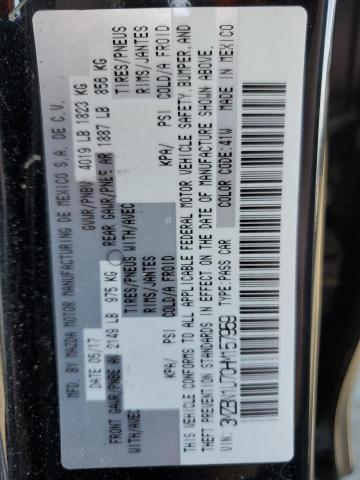 MFD. BY: MAZDA MOTOR MANUFACTURING DE MEXICO S.A. DE C.V.
DATE 05/17 GVWR/PNBV 4019 LB 1823 KG
FRONT GAWR/PNBE AV 2149 LB 975 KG REAR GAWR/PNBE AR 1887 LB 856 KG
WITH/AVEC TIRES/PNEUS WITH/AVEC TIRES/PNEUS
RIMS/JANTES RIMS/JANTES
KPA/ PSI COLD/A FROID KPA/ PSI COLD/A FROID
THIS VEHICLE CONFORMS TO ALL APPLICABLE FEDERAL MOTOR VEHICLE SAFETY, BUMPER, AND
THEFT PREVENTION STANDARDS IN EFFECT ON THE DATE OF MANUFACTURE SHOWN ABOVE.
VIN: 3MZBN1U70HM157959 TYPE:PASS CAR COLOR CODE:41W MADE IN MEXICO